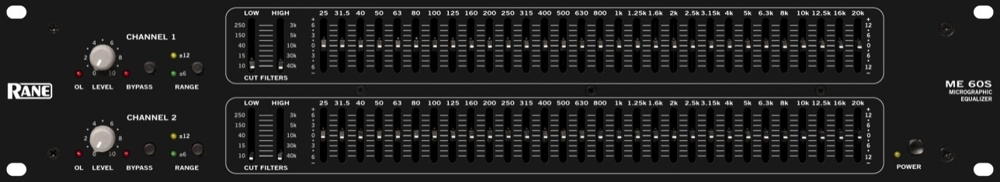 LOW HIGH 25 31.5 40 50 63 80 100 125 160 200 250 315 400 500 630 800 1k 1.25k 1.6k 2k 2.5k 3.15k 4k 5k 6.3k 8k 10k 12.5k 16k 20k
+ +
250 3k 6 12
150 5k 3 6
40 10k 0 0
15 30k 3 6
10 40k 6 12
- -
CUT FILTERS
CHANNEL 1
4 6
2 8
0 10
±12
±6
OL LEVEL BYPASS RANGE
RANE
ME 60S
MICROGRAPHIC
EQUALIZER
LOW HIGH 25 31.5 40 50 63 80 100 125 160 200 250 315 400 500 630 800 1k 1.25k 1.6k 2k 2.5k 3.15k 4k 5k 6.3k 8k 10k 12.5k 16k 20k
+ +
250 3k 6 12
150 5k 3 6
40 10k 0 0
15 30k 3 6
10 40k 6 12
- -
CUT FILTERS
CHANNEL 2
4 6
2 8
0 10
±12
±6
OL LEVEL BYPASS RANGE
POWER